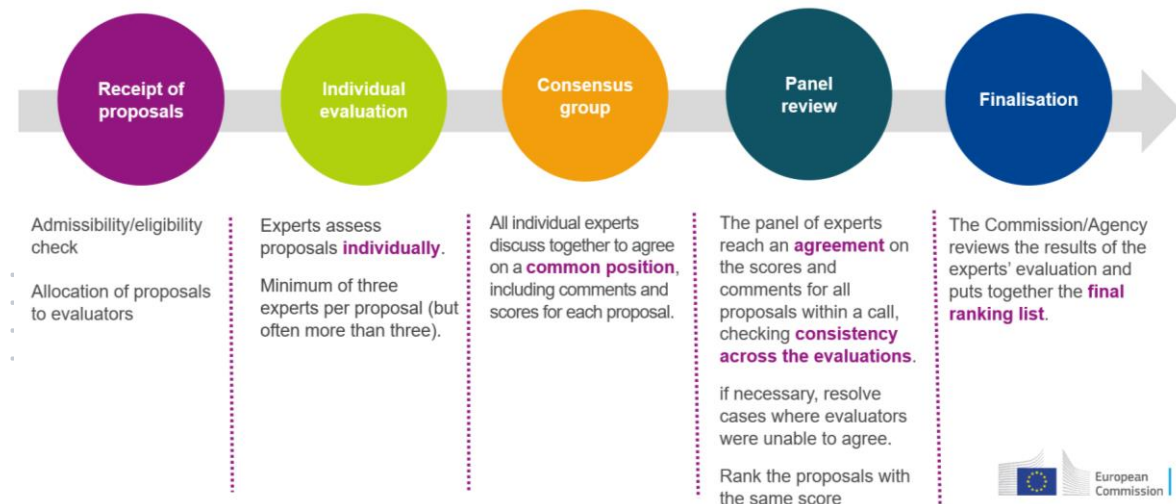 Receipt of
proposals
Individual
evaluation
Consensus
group
Panel
review
Finalisation
Admissibility/eligibility
check
Allocation of proposals
to evaluators
Experts assess
proposals individually.
Minimum of three
experts per proposal (but
often more than three).
All individual experts
discuss together to agree
on a common position,
including comments and
scores for each proposal.
The panel of experts
reach an agreement on
the scores and
comments for all
proposals within a call,
checking consistency
across the evaluations.
if necessary, resolve
cases where evaluators
were unable to agree.
Rank the proposals with
the same score
The Commission/Agency
reviews the results of the
experts’ evaluation and
puts together the final
ranking list.
European
Commission